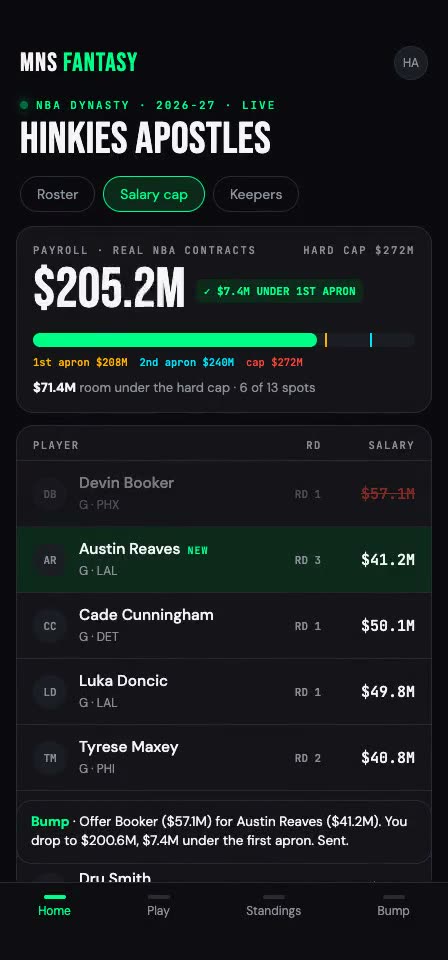 MNS FANTASY
HA
NBA DYNASTY · 2026-27 · LIVE
HINKIES APOSTLES
Roster
Salary cap
Keepers
PAYROLL · REAL NBA CONTRACTS
HARD CAP $272M
$205.2M
✓ $7.4M UNDER 1ST APRON
1st apron $208M 2nd apron $240M cap $272M
$71.4M room under the hard cap · 6 of 13 spots
PLAYER RD SALARY
DB
Devin Booker
G · PHX
RD 1
$57.1M
AR
Austin Reaves NEW
G · LAL
RD 3
$41.2M
CC
Cade Cunningham
G · DET
RD 1
$50.1M
LD
Luka Doncic
G · LAL
RD 1
$49.8M
TM
Tyrese Maxey
G · PHI
RD 2
$40.8M
Bump · Offer Booker ($57.1M) for Austin Reaves ($41.2M). You
drop to $200.6M, $7.4M under the first apron. Sent.
Dru Smith
Home
Play
Standings
Bump